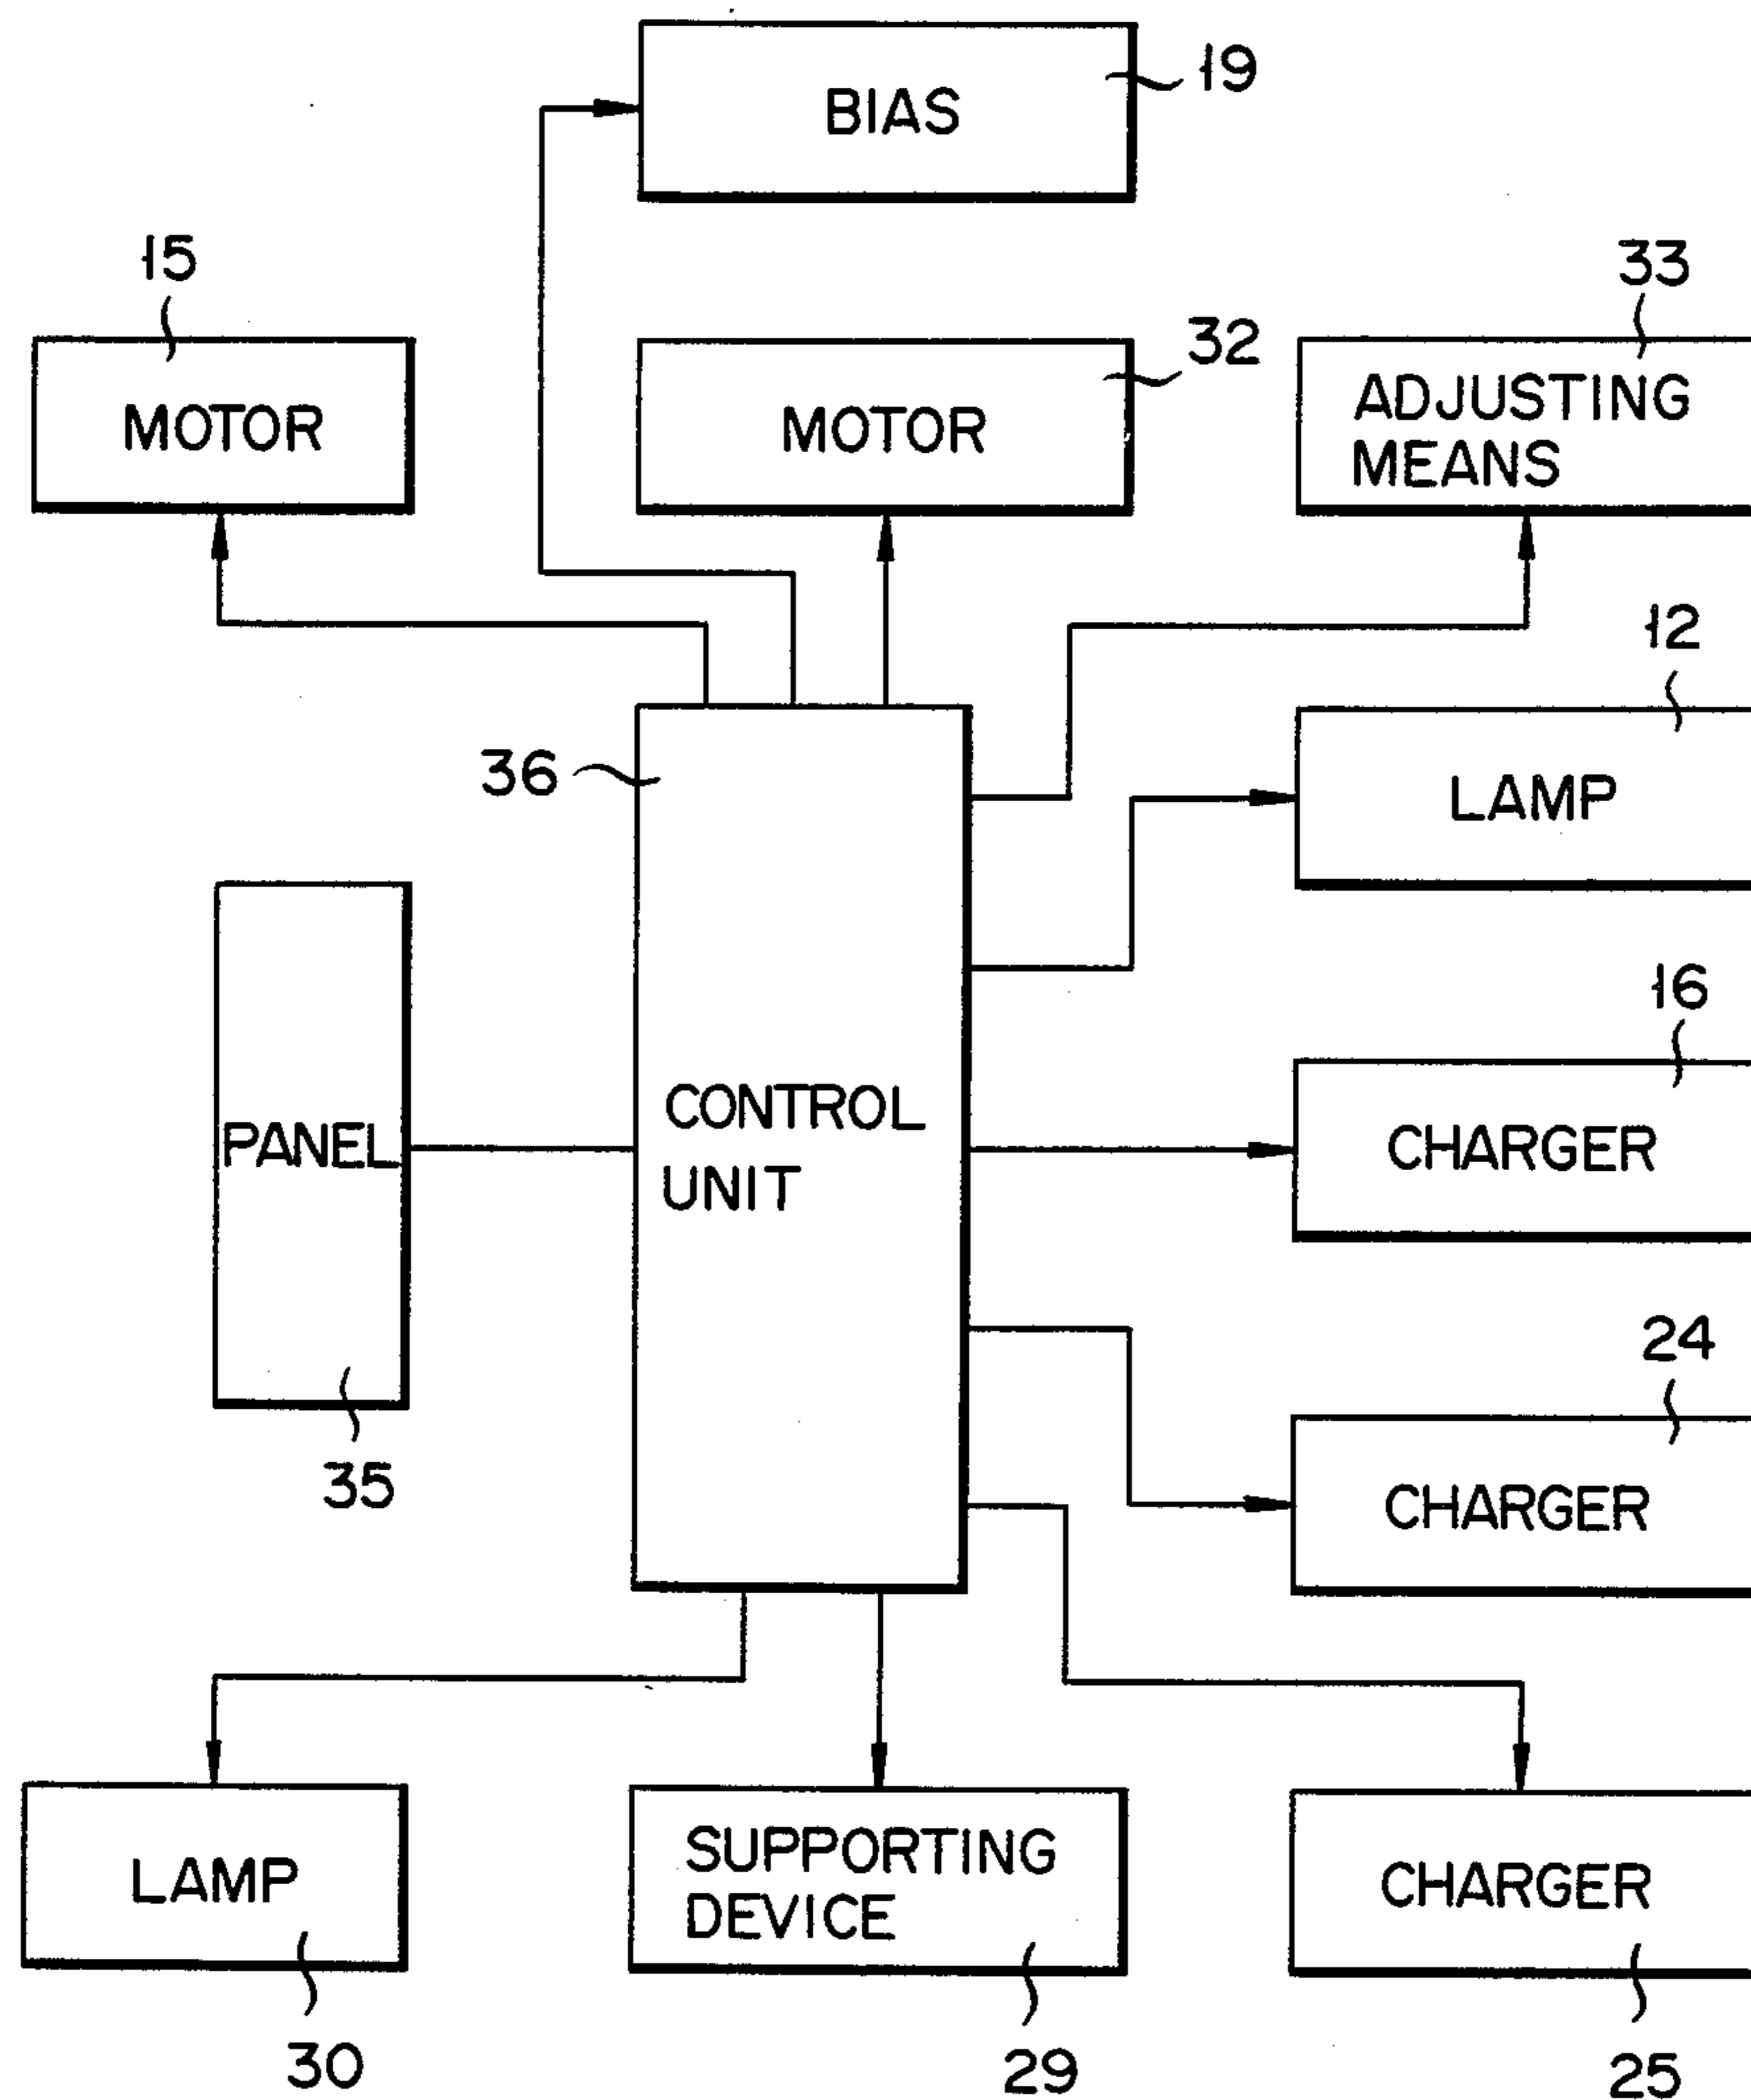 BIAS
19
15
MOTOR
32
MOTOR
33
ADJUSTING
MEANS
12
LAMP
36
CONTROL
UNIT
16
CHARGER
PANEL
35
24
CHARGER
LAMP
30
SUPPORTING
DEVICE
29
CHARGER
25